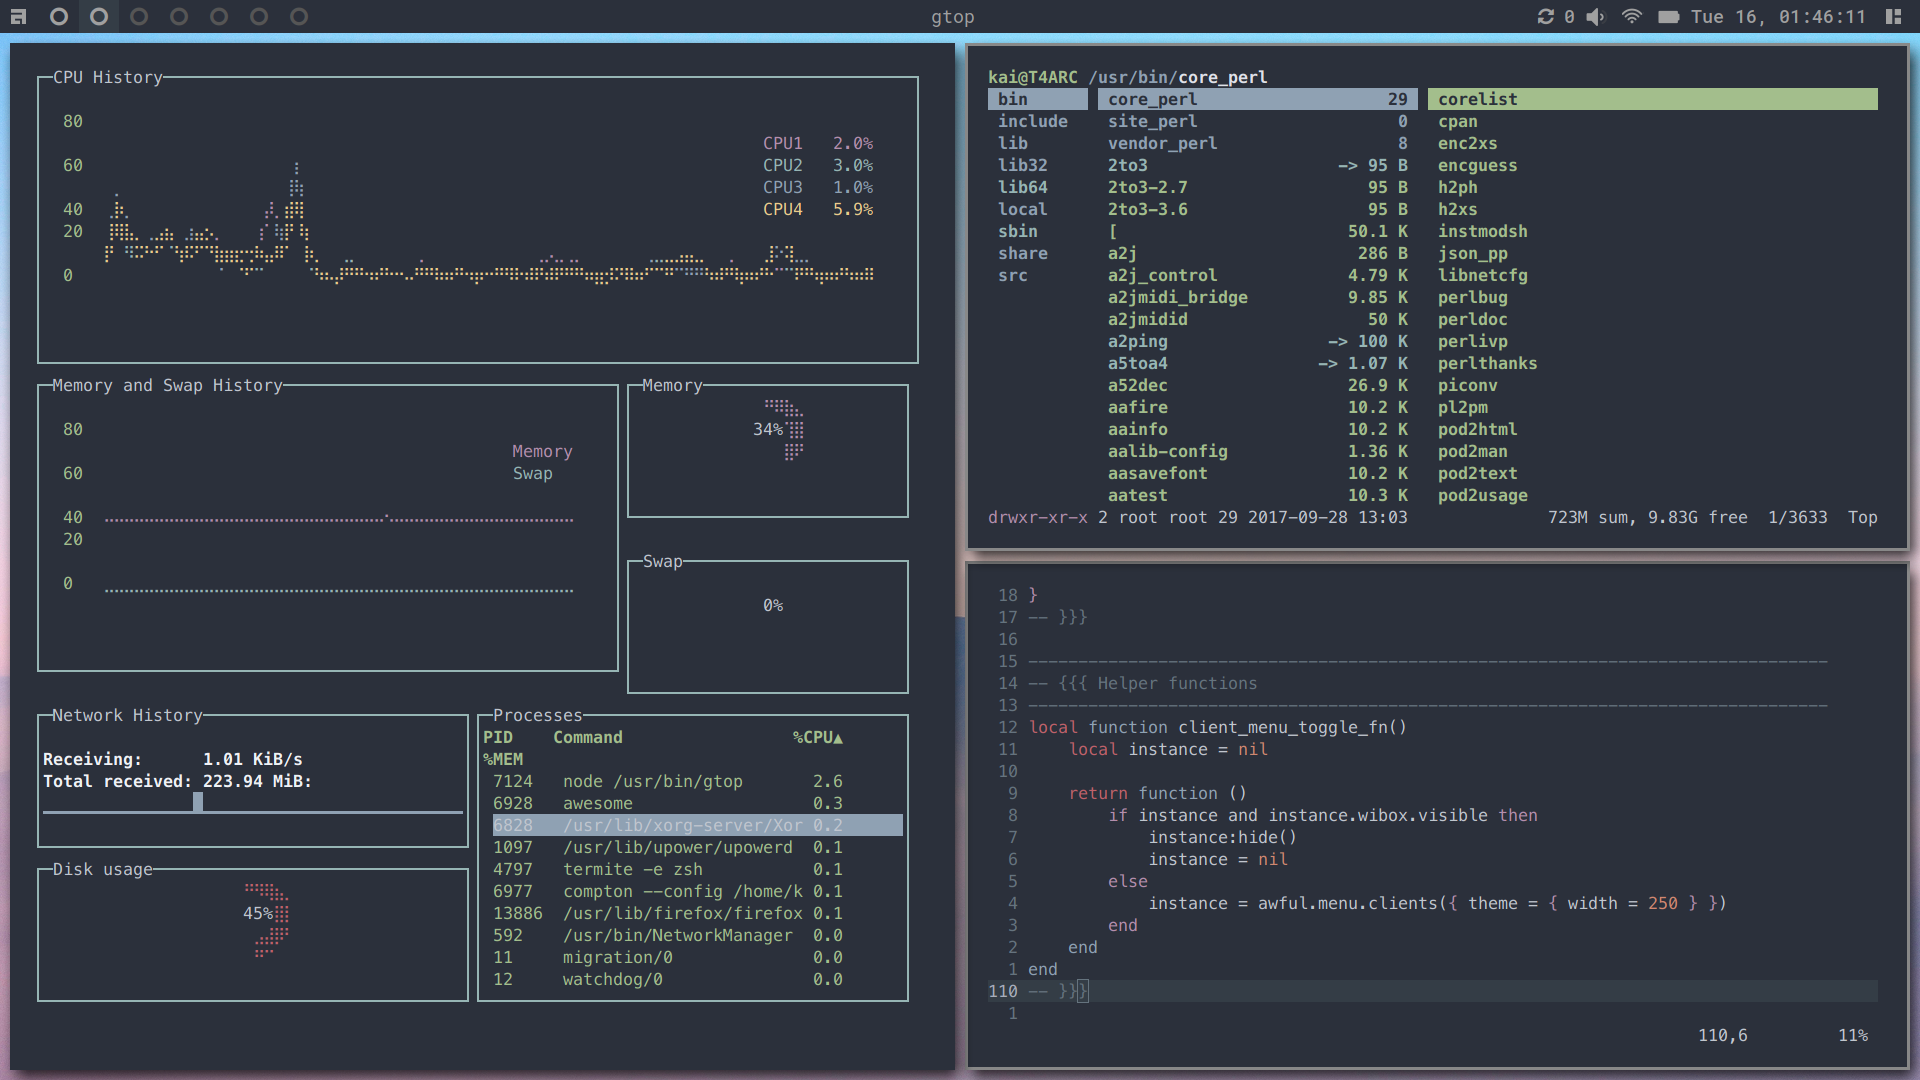 gtop
0 Tue 16, 01:46:11
CPU History
80
60
40
20
0
CPU1 2.0%
CPU2 3.0%
CPU3 1.0%
CPU4 5.9%
Memory and Swap History
80
60
40
20
0
Memory
Swap
Memory
34%
Swap
0%
Network History
Receiving: 1.01 KiB/s
Total received: 223.94 MiB:
Disk usage
45%
Processes
PID Command %CPU▲
%MEM
7124 node /usr/bin/gtop 2.6
6928 awesome 0.3
6828 /usr/lib/xorg-server/Xor 0.2
1097 /usr/lib/upower/upowerd 0.1
4797 termite -e zsh 0.1
6977 compton --config /home/k 0.1
13886 /usr/lib/firefox/firefox 0.1
592 /usr/bin/NetworkManager 0.0
11 migration/0 0.0
12 watchdog/0 0.0
kai@T4ARC /usr/bin/core_perl
bin core_perl 29 corelist
include site_perl 0 cpan
lib vendor_perl 8 enc2xs
lib32 2to3 -> 95 B encguess
lib64 2to3-2.7 95 B h2ph
local 2to3-3.6 95 B h2xs
sbin [ 50.1 K instmodsh
share a2j 286 B json_pp
src a2j_control 4.79 K libnetcfg
a2jmidi_bridge 9.85 K perlbug
a2jmidid 50 K perldoc
a2ping -> 100 K perlivp
a5toa4 -> 1.07 K perlthanks
a52dec 26.9 K piconv
aafire 10.2 K pl2pm
aainfo 10.2 K pod2html
aalib-config 1.36 K pod2man
aasavefont 10.2 K pod2text
aatest 10.3 K pod2usage
drwxr-xr-x 2 root root 29 2017-09-28 13:03 723M sum, 9.83G free 1/3633 Top
18 }
17 -- }}}
16
15 --------------------------------------------------------------------------------
14 -- {{{ Helper functions
13 --------------------------------------------------------------------------------
12 local function client_menu_toggle_fn()
11 local instance = nil
10
9 return function ()
8 if instance and instance.wibox.visible then
7 instance:hide()
6 instance = nil
5 else
4 instance = awful.menu.clients({ theme = { width = 250 } })
3 end
2 end
1 end
110 -- }}}
1
110,6 11%